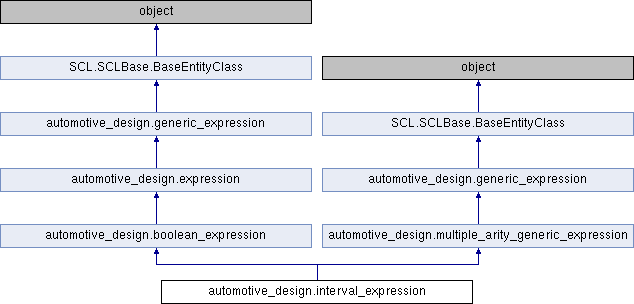 object
SCL.SCLBase.BaseEntityClass
object
automotive_design.generic_expression
SCL.SCLBase.BaseEntityClass
automotive_design.expression
automotive_design.generic_expression
automotive_design.boolean_expression
automotive_design.multiple_arity_generic_expression
automotive_design.interval_expression